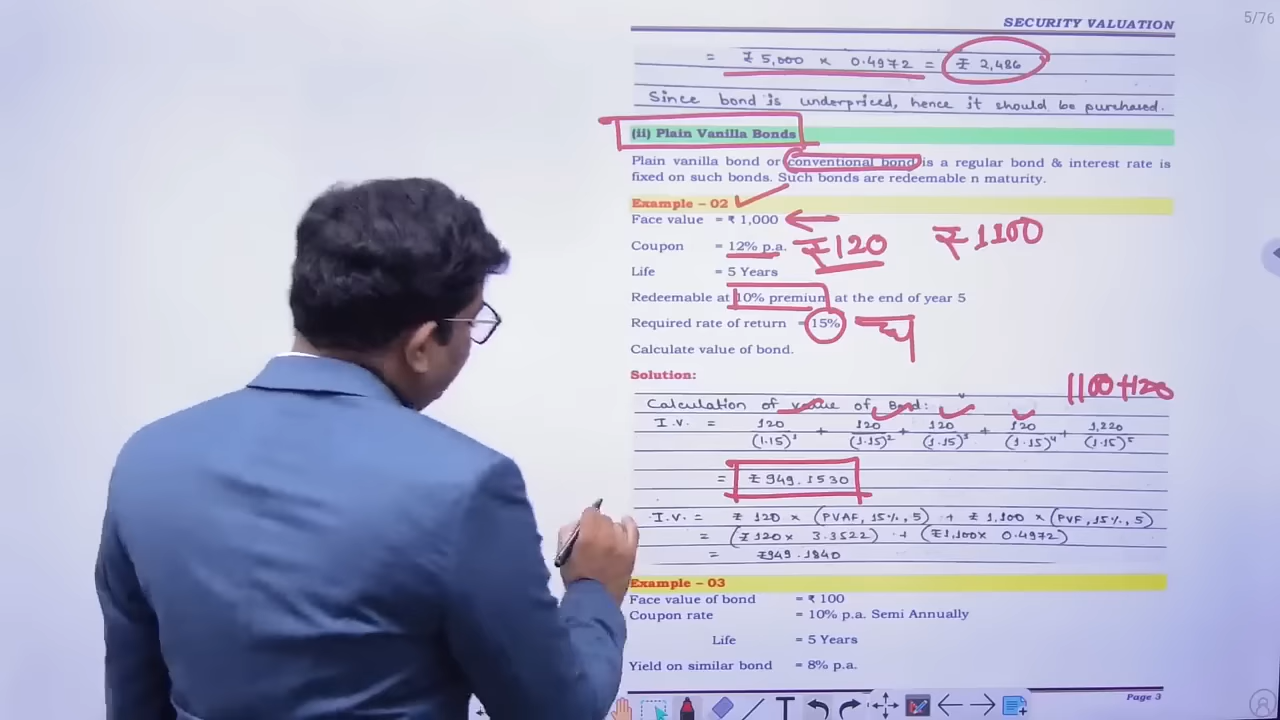 5/76
SECURITY VALUATION
= ₹ 5,000 × 0.4972 = ₹ 2,486
Since bond is underpriced, hence it should be purchased.
(ii) Plain Vanilla Bonds
Plain vanilla bond or conventional bond is a regular bond & interest rate is
fixed on such bonds. Such bonds are redeemable n maturity.
Example – 02
Face value = ₹ 1,000
Coupon = 12% p.a. ₹120 ₹1100
Life = 5 Years
Redeemable at 10% premium at the end of year 5
Required rate of return = 15%
Calculate value of bond.
Solution:
1100+120
Calculation of value of Bond:
I.V. = 120/(1.15)¹ + 120/(1.15)² + 120/(1.15)³ + 120/(1.15)⁴ + 1,220/(1.15)⁵
= ₹ 949.1530
I.V. = ₹ 120 × (PVAF, 15%, 5) + ₹ 1,100 × (PVF, 15%, 5)
= (₹120 × 3.3522) + (₹1,100× 0.4972)
= ₹949.1840
Example – 03
Face value of bond = ₹ 100
Coupon rate = 10% p.a. Semi Annually
Life = 5 Years
Yield on similar bond = 8% p.a.
Page 3
T